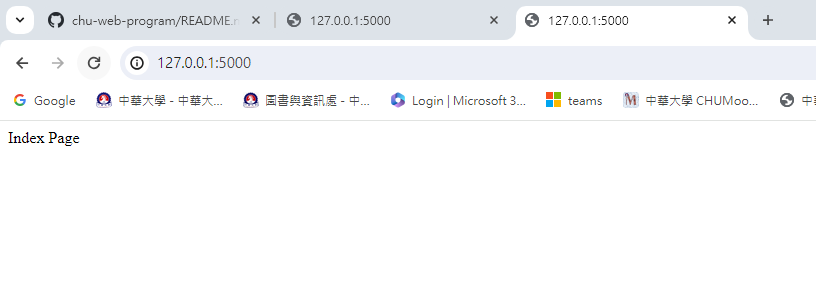 chu-web-program/README.m
127.0.0.1:5000
127.0.0.1:5000
127.0.0.1:5000
Google
中華大學 - 中華大...
圖書與資訊處 - 中...
Login | Microsoft 3...
teams
中華大學 CHUMoo...
中華
Index Page